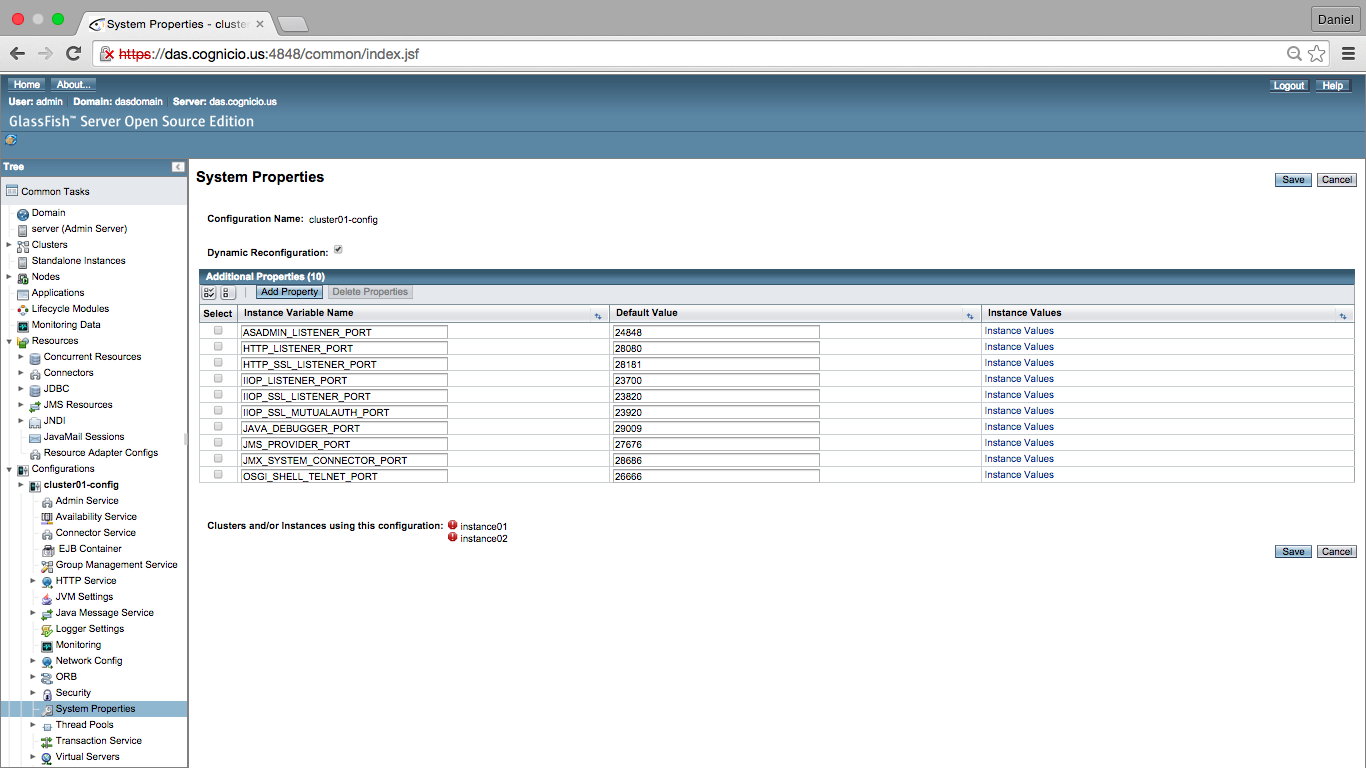 System Properties - cluster
Daniel
https://das.cognicio.us:4848/common/index.jsf
Home About... Logout Help
User: admin Domain: dasdomain Server: das.cognicio.us
GlassFish™ Server Open Source Edition
Tree
Common Tasks
Domain
server (Admin Server)
Clusters
Standalone Instances
Nodes
Applications
Lifecycle Modules
Monitoring Data
Resources
Concurrent Resources
Connectors
JDBC
JMS Resources
JNDI
JavaMail Sessions
Resource Adapter Configs
Configurations
cluster01-config
Admin Service
Availability Service
Connector Service
EJB Container
Group Management Service
HTTP Service
JVM Settings
Java Message Service
Logger Settings
Monitoring
Network Config
ORB
Security
System Properties
Thread Pools
Transaction Service
Virtual Servers
System Properties
Save Cancel
Configuration Name: cluster01-config
Dynamic Reconfiguration:
Additional Properties (10)
Add Property Delete Properties
Select Instance Variable Name Default Value Instance Values
ASADMIN_LISTENER_PORT 24848 Instance Values
HTTP_LISTENER_PORT 28080 Instance Values
HTTP_SSL_LISTENER_PORT 28181 Instance Values
IIOP_LISTENER_PORT 23700 Instance Values
IIOP_SSL_LISTENER_PORT 23820 Instance Values
IIOP_SSL_MUTUALAUTH_PORT 23920 Instance Values
JAVA_DEBUGGER_PORT 29009 Instance Values
JMS_PROVIDER_PORT 27676 Instance Values
JMX_SYSTEM_CONNECTOR_PORT 28686 Instance Values
OSGI_SHELL_TELNET_PORT 26666 Instance Values
Clusters and/or Instances using this configuration: instance01
instance02
Save Cancel